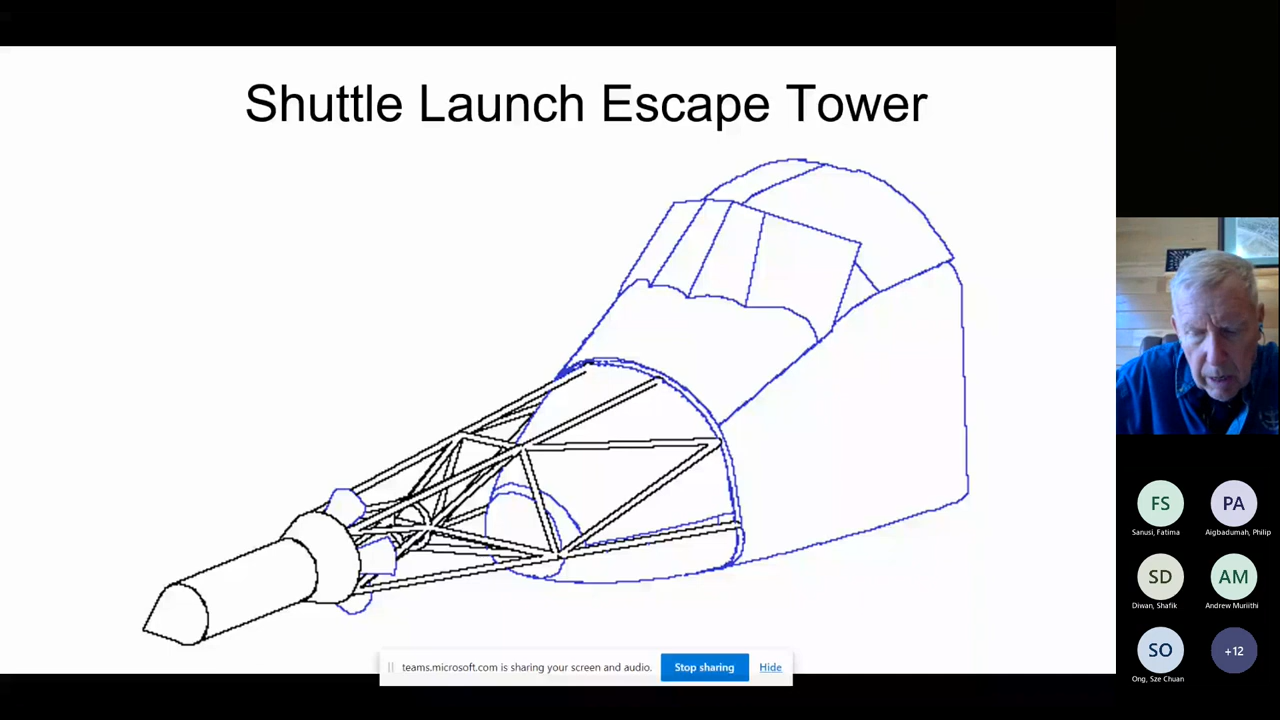 Shuttle Launch Escape Tower
teams.microsoft.com is sharing your screen and audio.
Stop sharing
Hide
FS
PA
Sanusi, Fatima
Aigbadumah, Philip
SD
AM
Diwan, Shafik
Andrew Muriithi
SO
+12
Ong, Sze Chuan